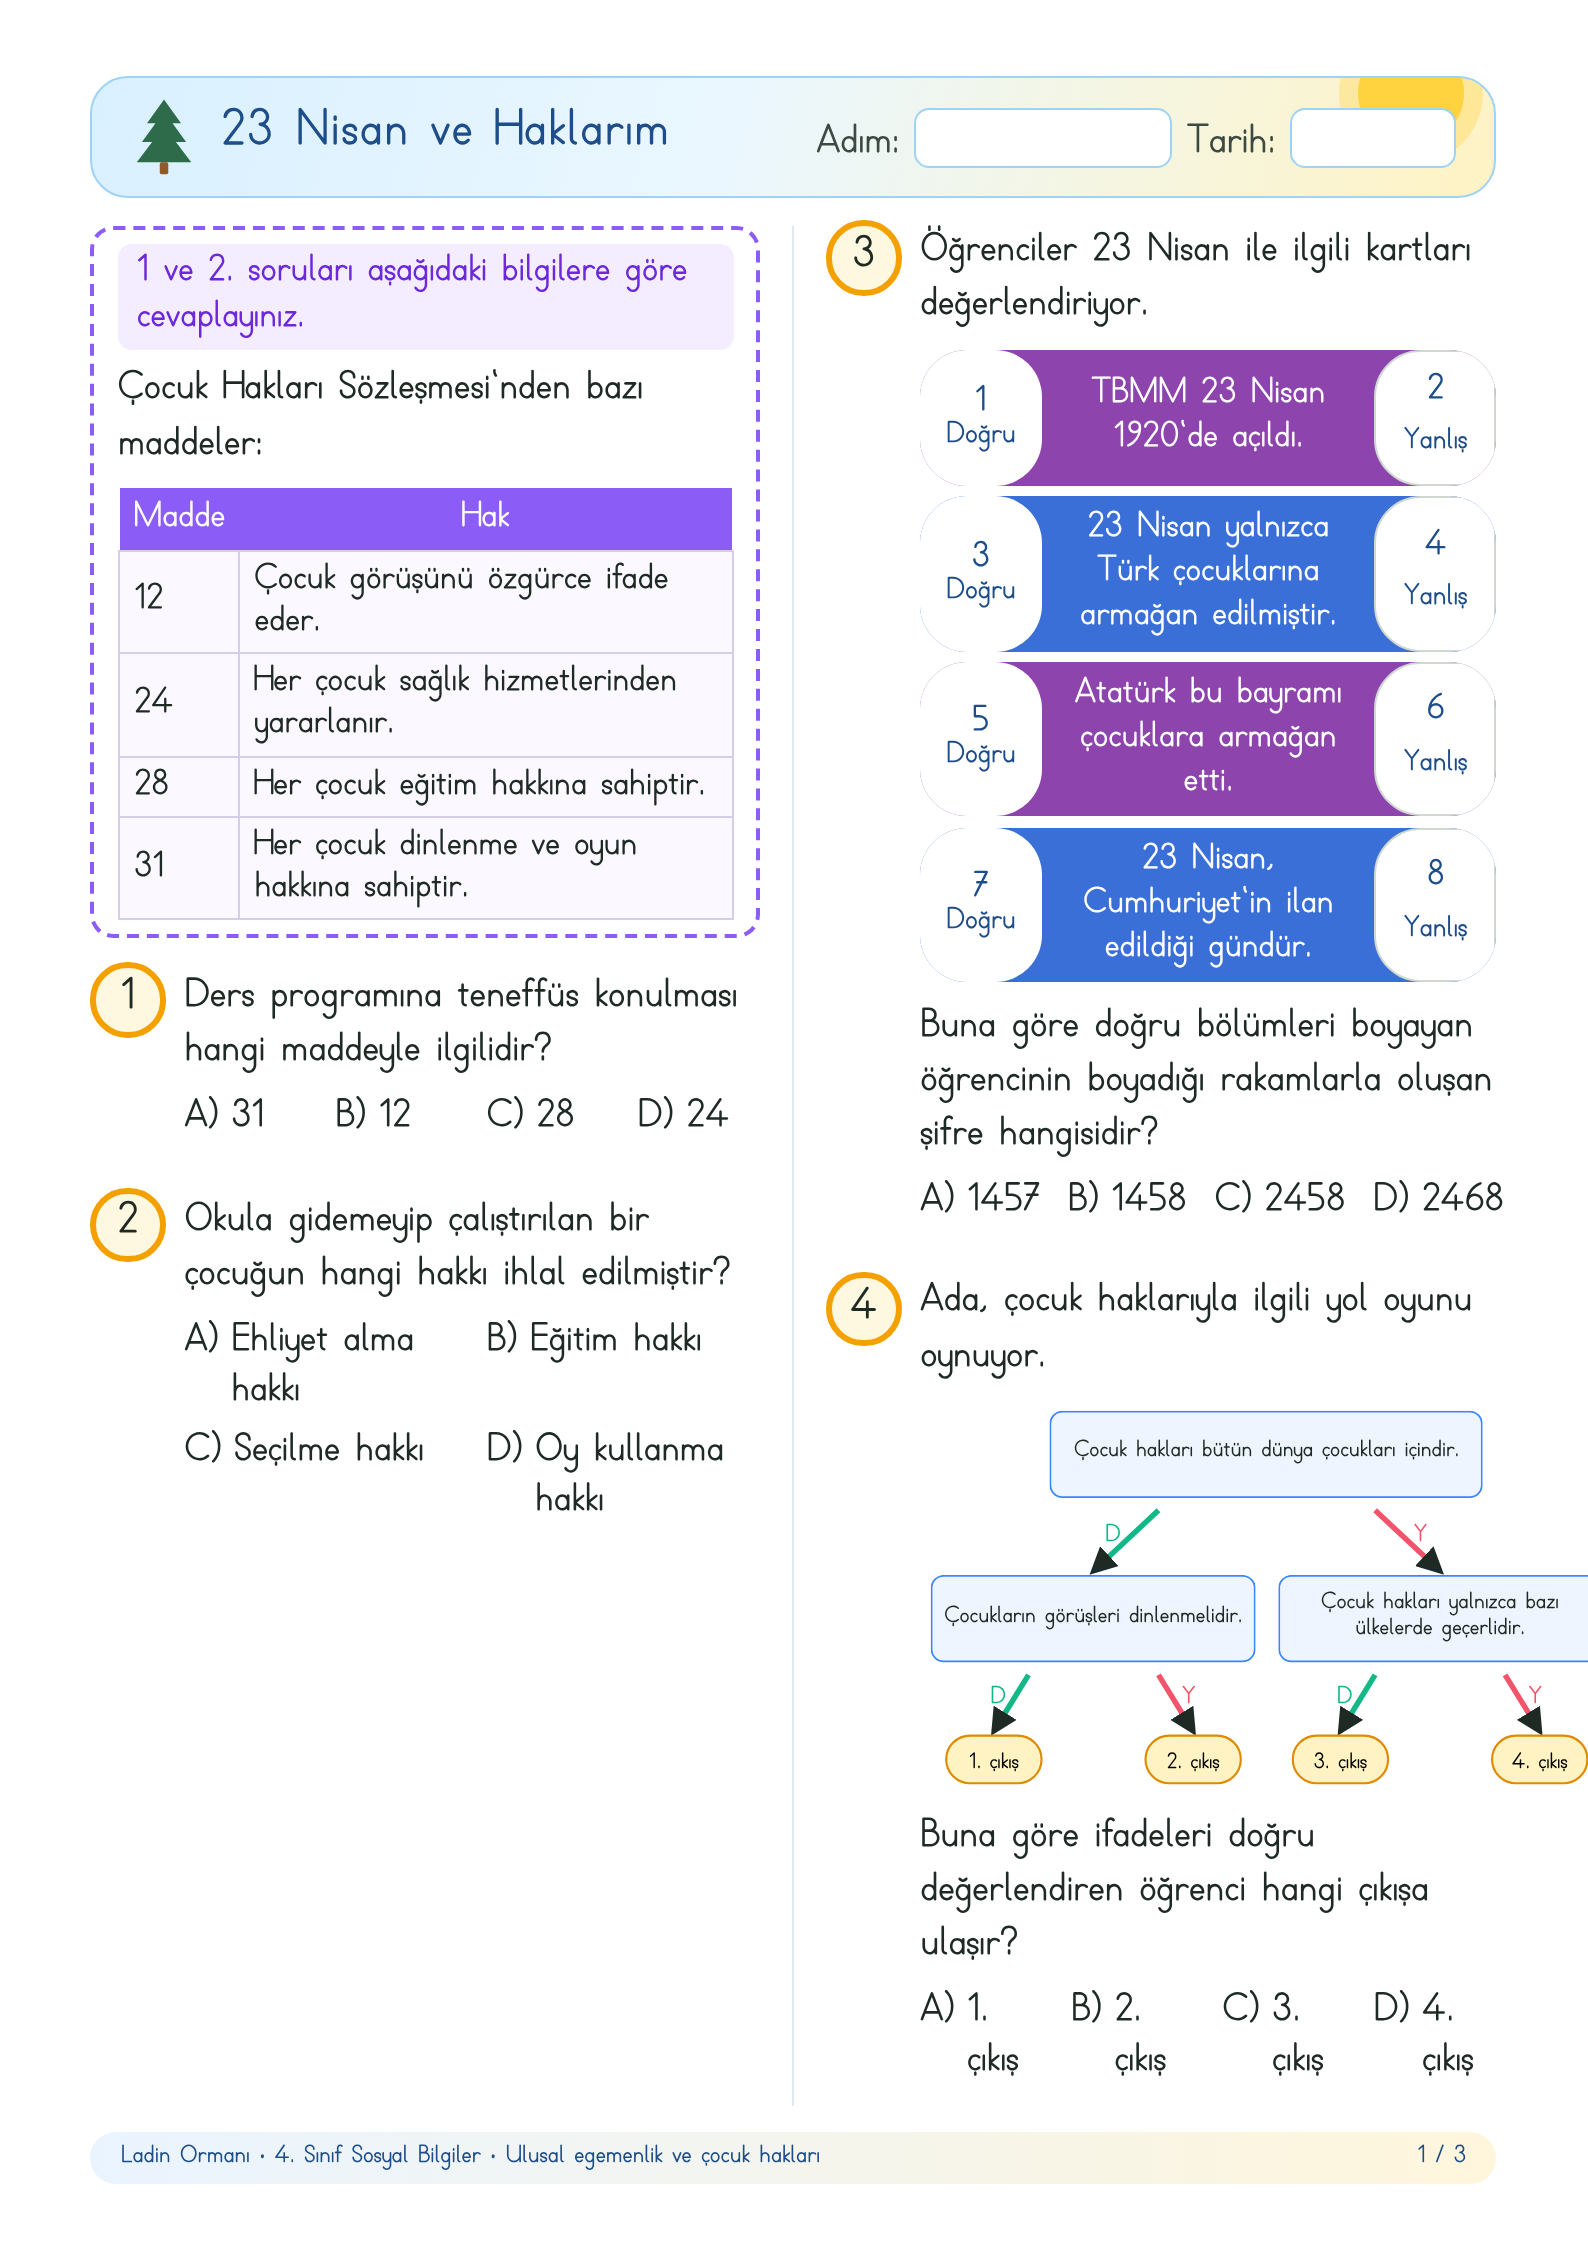 23 Nisan ve Haklarım
Adım:
Tarih:
1 ve 2. soruları aşağıdaki bilgilere göre
cevaplayınız.
Çocuk Hakları Sözleşmesi'nden bazı
maddeler:
Madde Hak
12 Çocuk görüşünü özgürce ifade
eder.
24 Her çocuk sağlık hizmetlerinden
yararlanır.
28 Her çocuk eğitim hakkına sahiptir.
31 Her çocuk dinlenme ve oyun
hakkına sahiptir.
1 Ders programına teneffüs konulması
hangi maddeyle ilgilidir?
A) 31 B) 12 C) 28 D) 24
2 Okula gidemeyip çalıştırılan bir
çocuğun hangi hakkı ihlal edilmiştir?
A) Ehliyet alma
hakkı
B) Eğitim hakkı
C) Seçilme hakkı
D) Oy kullanma
hakkı
3 Öğrenciler 23 Nisan ile ilgili kartları
değerlendiriyor.
1
Doğru
TBMM 23 Nisan
1920'de açıldı.
2
Yanlış
3
Doğru
23 Nisan yalnızca
Türk çocuklarına
armağan edilmiştir.
4
Yanlış
5
Doğru
Atatürk bu bayramı
çocuklara armağan
etti.
6
Yanlış
7
Doğru
23 Nisan,
Cumhuriyet'in ilan
edildiği gündür.
8
Yanlış
Buna göre doğru bölümleri boyayan
öğrencinin boyadığı rakamlarla oluşan
şifre hangisidir?
A) 1457 B) 1458 C) 2458 D) 2468
4 Ada, çocuk haklarıyla ilgili yol oyunu
oynuyor.
Çocuk hakları bütün dünya çocukları içindir.
D Y
Çocukların görüşleri dinlenmelidir.
Çocuk hakları yalnızca bazı
ülkelerde geçerlidir.
D Y D Y
1. çıkış 2. çıkış 3. çıkış 4. çıkış
Buna göre ifadeleri doğru
değerlendiren öğrenci hangi çıkışa
ulaşır?
A) 1.
çıkış
B) 2.
çıkış
C) 3.
çıkış
D) 4.
çıkış
Ladin Ormanı • 4. Sınıf Sosyal Bilgiler • Ulusal egemenlik ve çocuk hakları
1 / 3